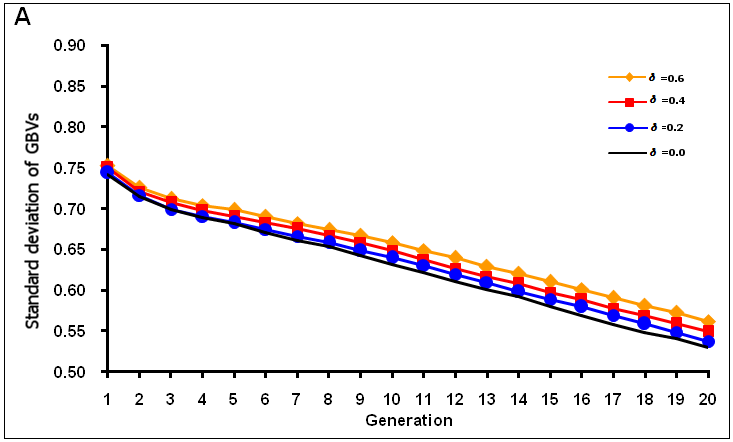 A
0.90
0.85
0.80
0.75
0.70
0.65
0.60
0.55
0.50
Standard deviation of GBVs
ð =0.6
ð =0.4
ð =0.2
ð =0.0
1 2 3 4 5 6 7 8 9 10 11 12 13 14 15 16 17 18 19 20
Generation